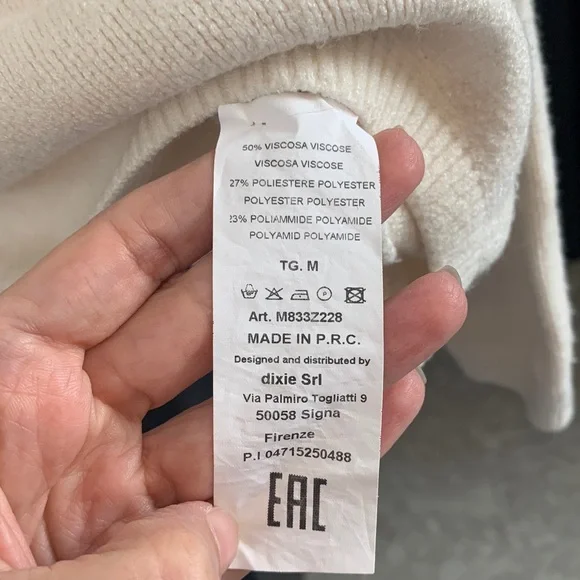 50% VISCOSA VISCOSE
VISCOSA VISCOSE
27% POLIESTERE POLYESTER
POLYESTER POLYESTER
23% POLIAMMIDE POLYAMIDE
POLYAMID POLYAMIDE
TG. M
Art. M833Z228
MADE IN P.R.C.
Designed and distributed by
dixie Srl
Via Palmiro Togliatti 9
50058 Signa
Firenze
P.I 04715250488
EAC